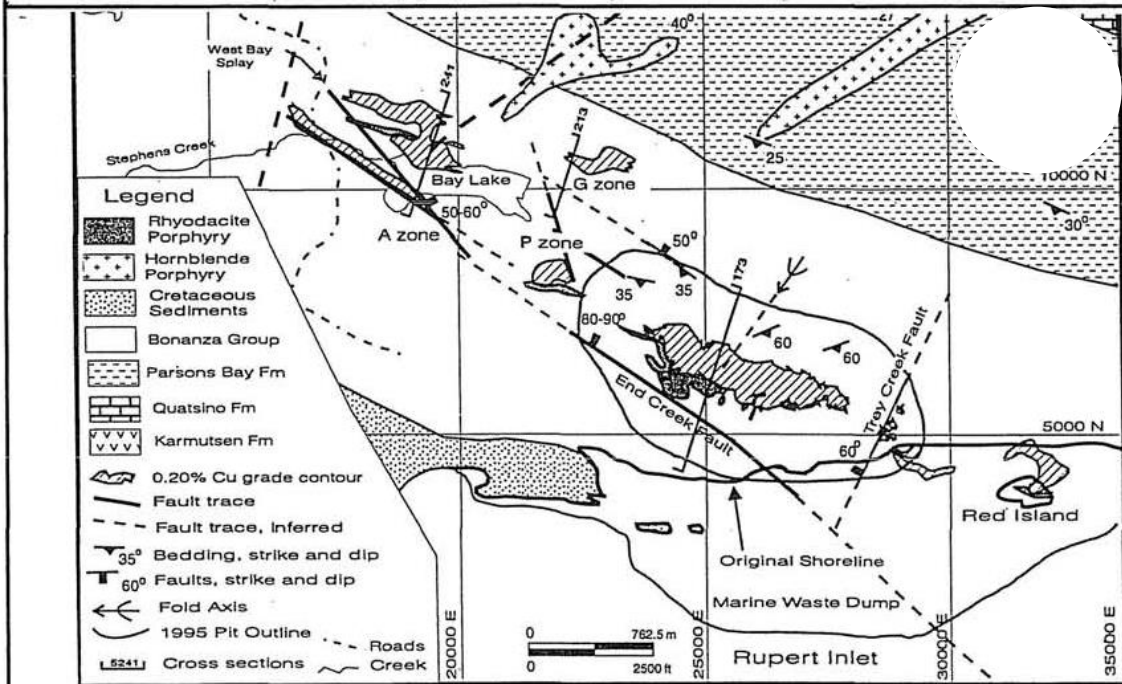 40°
West Bay
Splay
241
213
Stephens Creek
25
Bay Lake
G zone
10000 N
Legend
50-60°
30°
Rhyodacite
Porphyry
A zone
P zone
50°
Hornblende
Porphyry
35
35
173
Cretaceous
Sediments
80-90°
60
60
Bonanza Group
Trey Creek Fault
Parsons Bay Fm
End Creek Fault
Quatsino Fm
5000 N
Karmutsen Fm
60°
0.20% Cu grade contour
Fault trace
Red Island
Fault trace, inferred
35° Bedding, strike and dip
Original Shoreline
60° Faults, strike and dip
Fold Axis
Marine Waste Dump
1995 Pit Outline
Roads
5241 Cross sections
Creek
20000 E
25000 E
30000 E
35000 E
0 762.5 m
0 2500 ft
Rupert Inlet